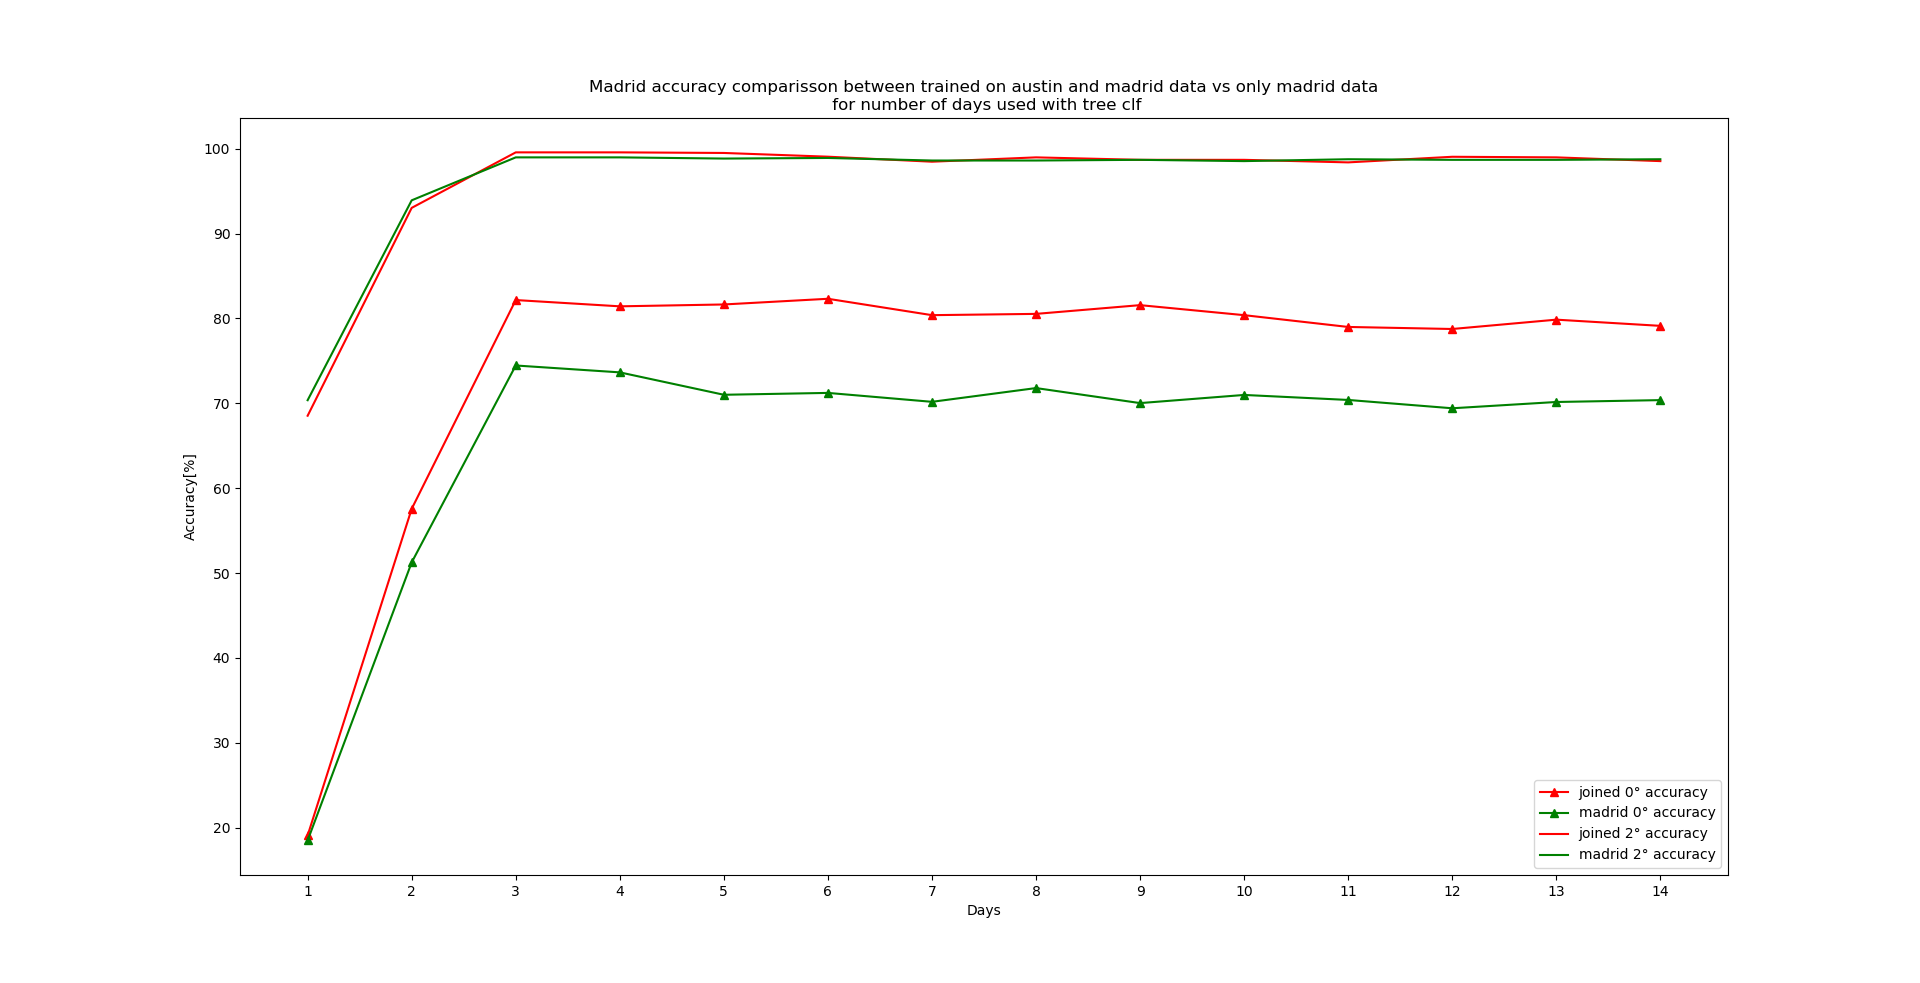 Madrid accuracy comparisson between trained on austin and madrid data vs only madrid data
for number of days used with tree clf
100
90
80
70
60
50
40
30
20
Accuracy[%]
1 2 3 4 5 6 7 8 9 10 11 12 13 14
Days
joined 0° accuracy
madrid 0° accuracy
joined 2° accuracy
madrid 2° accuracy